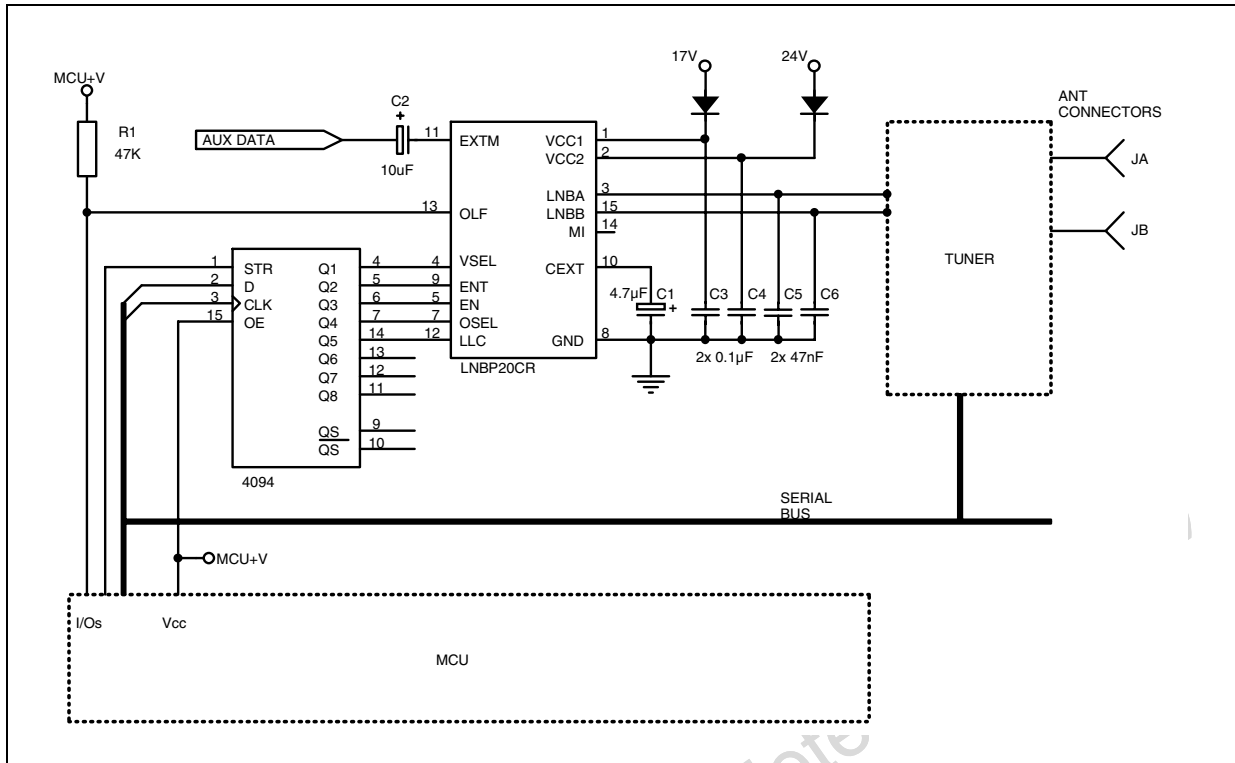 17V
24V
MCU+V
C2
+
ANT
CONNECTORS
R1
47K
AUX DATA
10uF
11
EXTM
VCC1
1
VCC2
2
JA
LNBA
3
13
OLF
LNBB
15
MI
14
JB
TUNER
1
STR
Q1
4
4
VSEL
CEXT
10
2
D
Q2
5
9
ENT
3
CLK
Q3
6
5
EN
4.7µF
C1
+
C3
C4
C5
C6
15
OE
Q4
7
7
OSEL
Q5
14
12
LLC
GND
8
Q6
13
LNBP20CR
2x 0.1µF
2x 47nF
Q7
12
Q8
11
QS
9
QS
10
4094
SERIAL
BUS
MCU+V
I/Os
Vcc
MCU